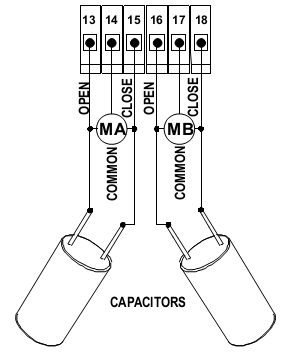 13 14 15 16 17 18
OPEN CLOSE OPEN CLOSE
MA MB
COMMON COMMON
CAPACITORS